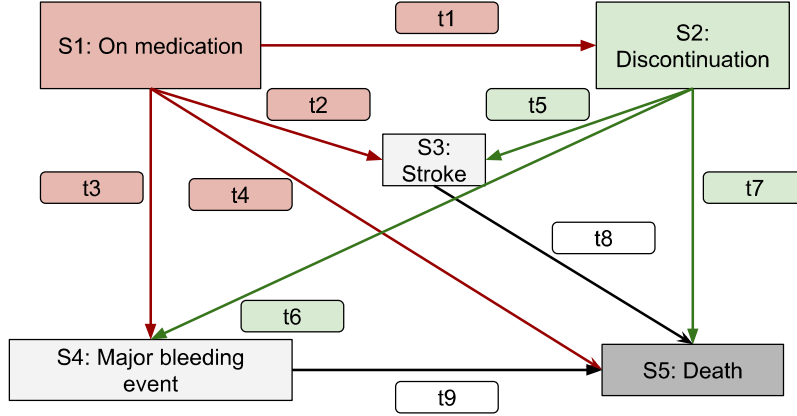 t1
S1: On medication
S2:
Discontinuation
t2
t5
S3:
Stroke
t3
t4
t7
t8
t6
S4: Major bleeding
event
S5: Death
t9